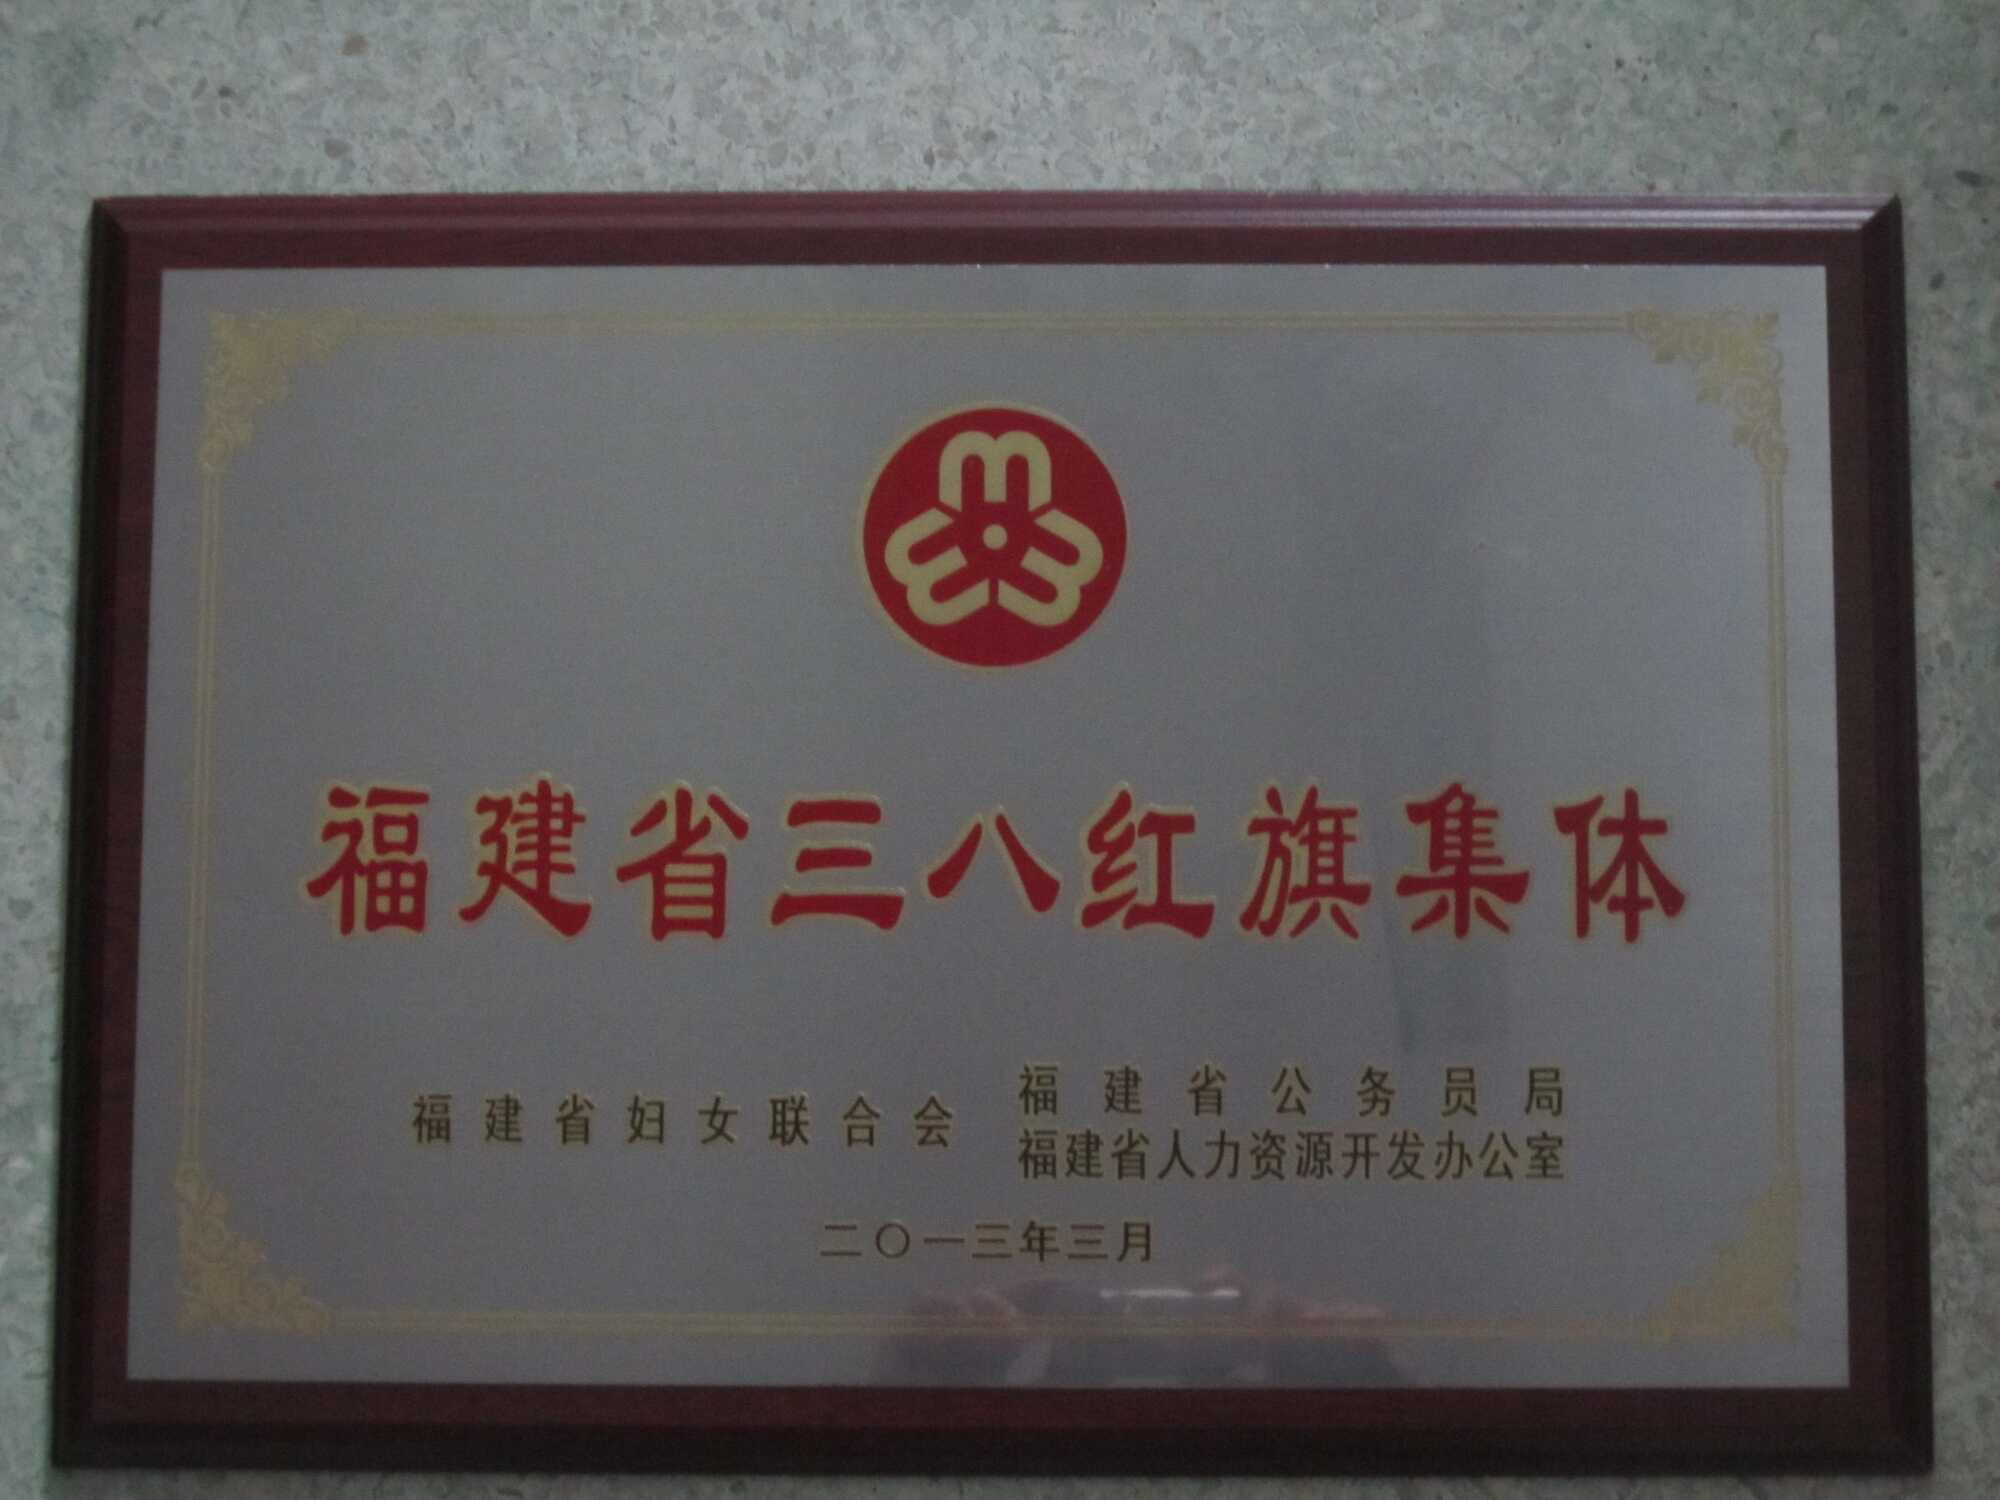 福建省三八红旗集体
福建省妇女联合会
福建省公务员局
福建省人力资源开发办公室
二〇一三年三月